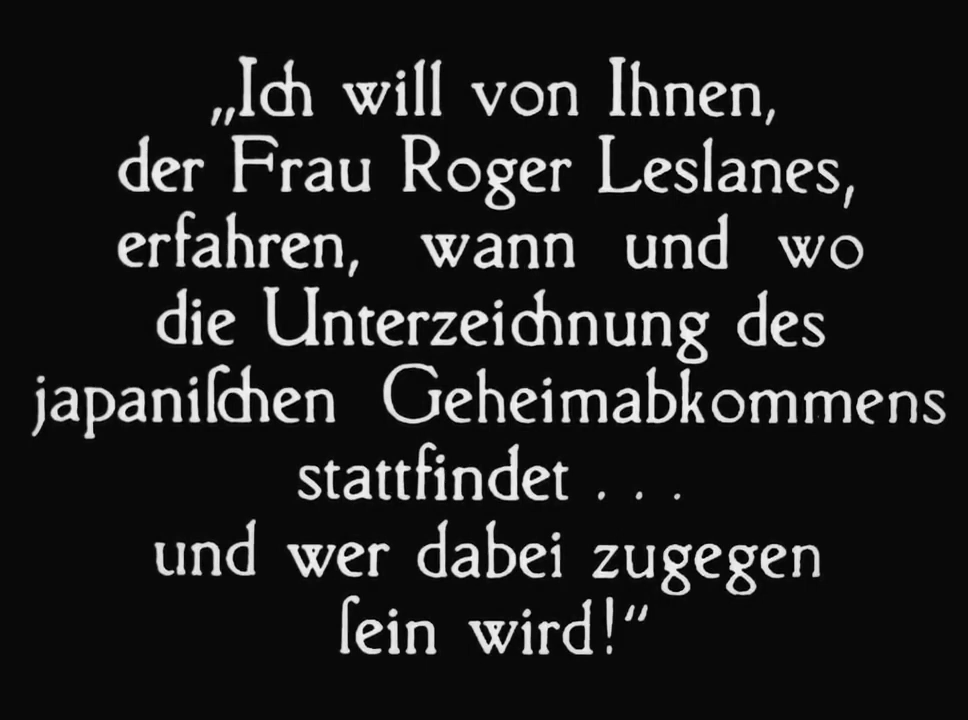 „Ich will von Ihnen,
der Frau Roger Leslanes,
erfahren, wann und wo
die Unterzeichnung des
japaniſchen Geheimabkommens
stattfindet . . .
und wer dabei zugegen
ſein wird!“